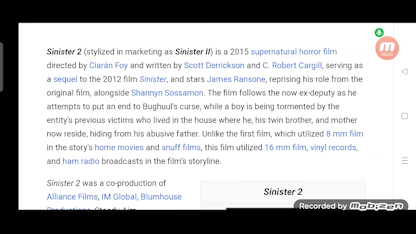 Sinister 2 (stylized in marketing as Sinister II) is a 2015 supernatural horror film
directed by Ciarán Foy and written by Scott Derrickson and C. Robert Cargill, serving as
a sequel to the 2012 film Sinister, and stars James Ransone, reprising his role from the
original film, alongside Shannyn Sossamon. The film follows the now ex-deputy as he
attempts to put an end to Bughuul's curse, while a boy is being tormented by the
entity's previous victims who lived in the house where he, his twin brother, and mother
now reside, hiding from his abusive father. Unlike the first film, which utilized 8 mm film
in the story's home movies and snuff films, this film utilized 16 mm film, vinyl records,
and ham radio broadcasts in the film's storyline.
Sinister 2 was a co-production of
Alliance Films, IM Global, Blumhouse
Productions, Steady Aim
Sinister 2
Recorded by Mobizen